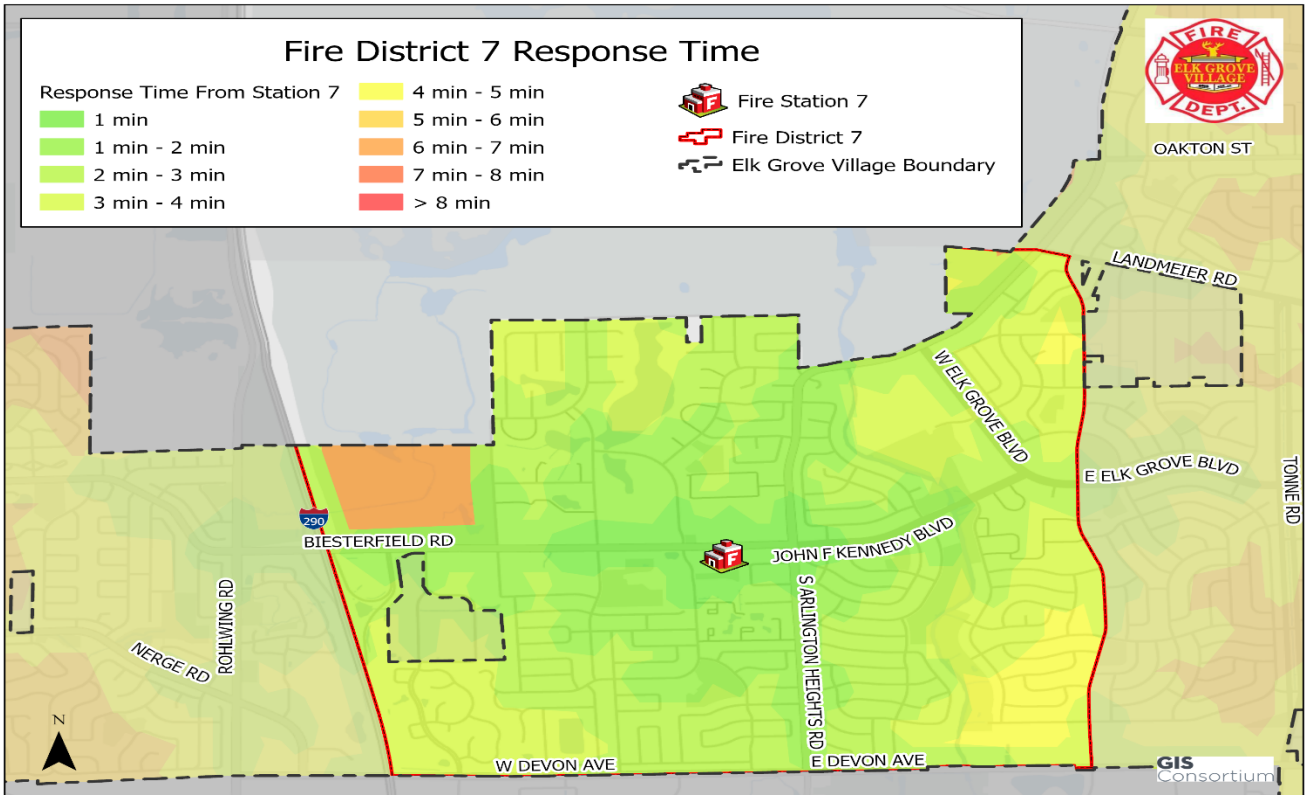 Fire District 7 Response Time
Response Time From Station 7
1 min
1 min - 2 min
2 min - 3 min
3 min - 4 min
4 min - 5 min
5 min - 6 min
6 min - 7 min
7 min - 8 min
> 8 min
F
Fire Station 7
Fire District 7
Elk Grove Village Boundary
FIRE
ELK GROVE
VILLAGE
DEPT.
OAKTON ST
LANDMEIER RD
W ELK GROVE BLVD
E ELK GROVE BLVD
TONNE RD
290
BIESTERFIELD RD
F
JOHN F KENNEDY BLVD
S ARLINGTON HEIGHTS RD
ROHLWING RD
NERGE RD
N
W DEVON AVE
E DEVON AVE
GIS
Consortium